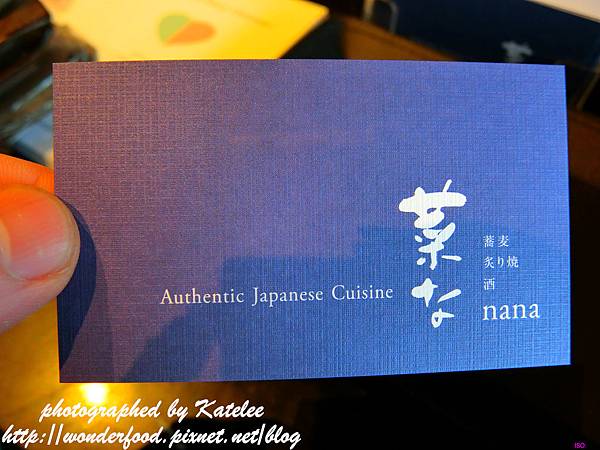 菜な
蕎麦
炙り焼
酒
nana
Authentic Japanese Cuisine
photographed by Katelee
http://wonderfood.pixnet.net/blog
ISO